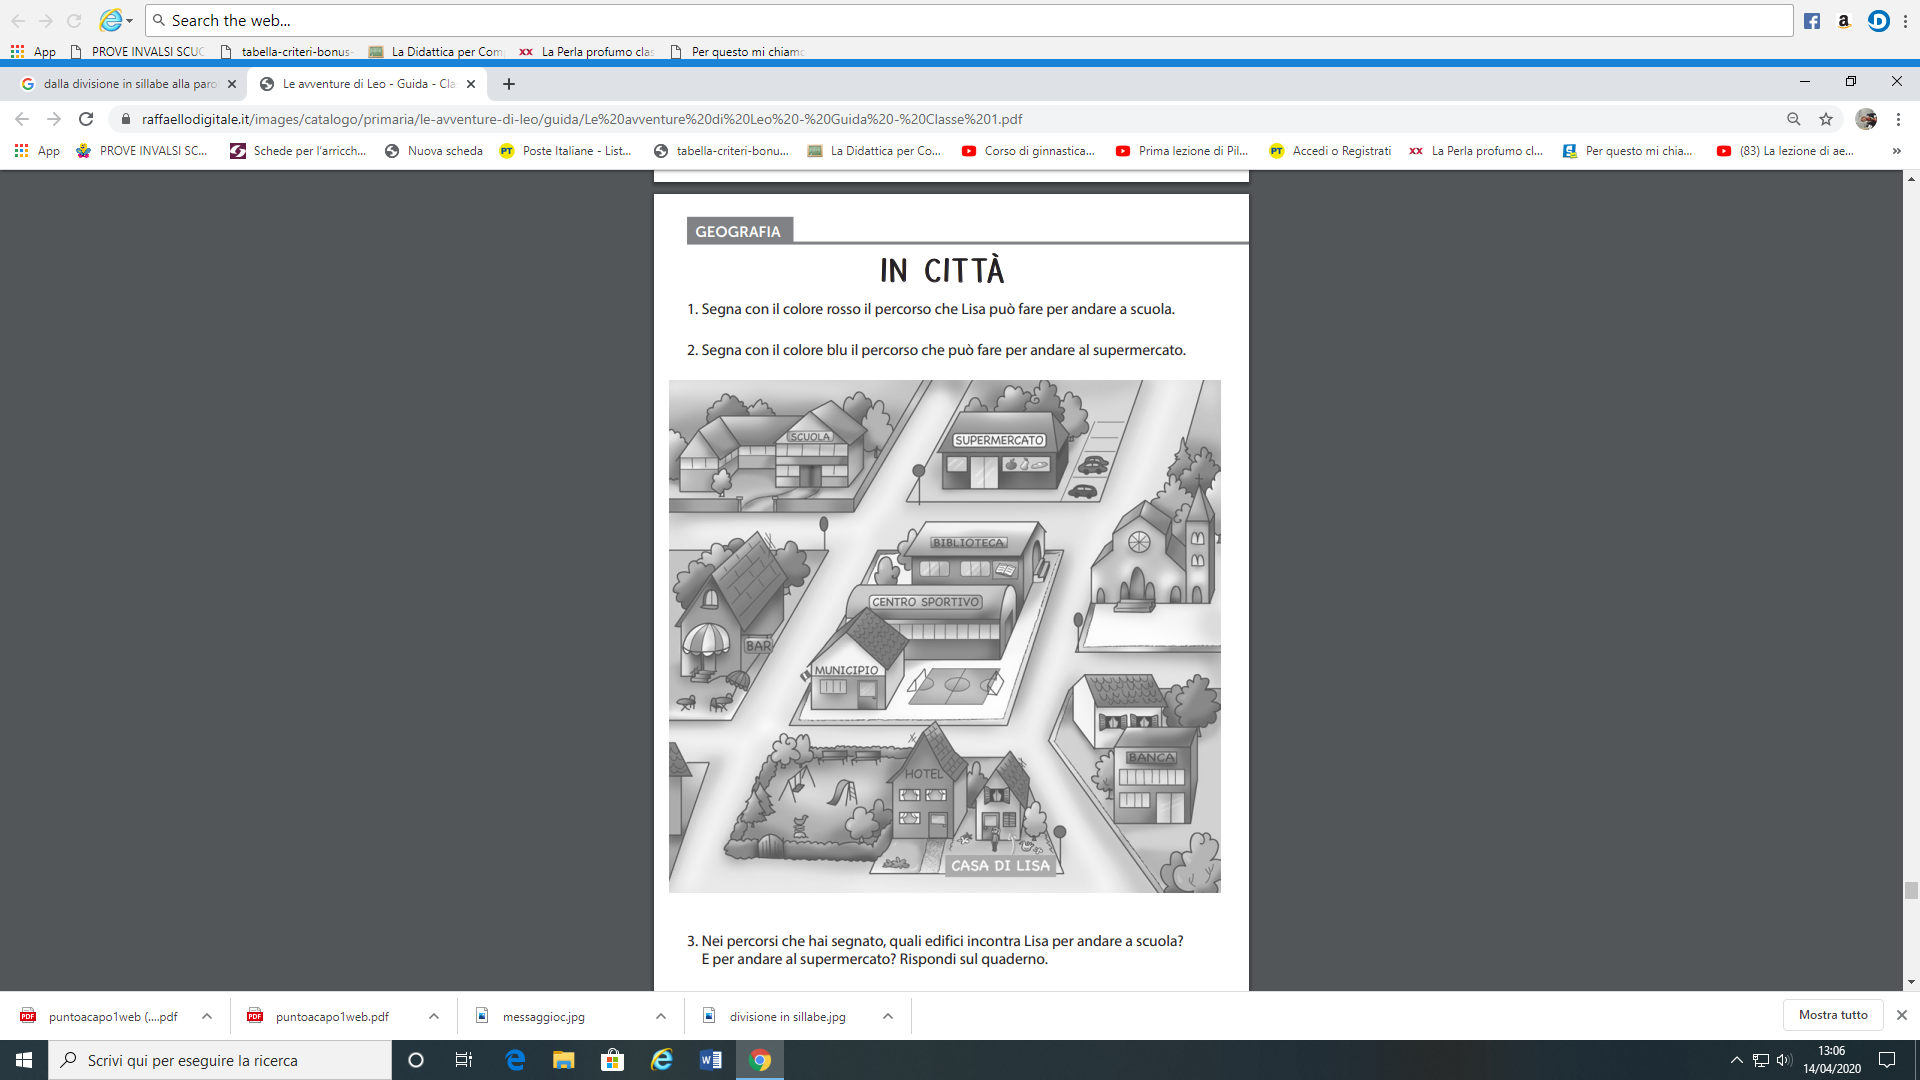 Search the web...
App PROVE INVALSI SCUC tabella-criteri-bonus- La Didattica per Com La Perla profumo clas Per questo mi chiamo
dalla divisione in sillabe alla paro Le avventure di Leo - Guida - Cla
raffaellodigitale.it/images/catalogo/primaria/le-avventure-di-leo/guida/Le%20avventure%20di%20Leo%20-%20Guida%20-%20Classe%201.pdf
App PROVE INVALSI SC... Schede per l'arricch... Nuova scheda Poste Italiane - List... tabella-criteri-bonu... La Didattica per Co... Corso di ginnastica... Prima lezione di Pil... Accedi o Registrati La Perla profumo cl... Per questo mi chia... (83) La lezione di ae... »
GEOGRAFIA
IN CITTÀ
1. Segna con il colore rosso il percorso che Lisa può fare per andare a scuola.
2. Segna con il colore blu il percorso che può fare per andare al supermercato.
SCUOLA
SUPERMERCATO
BIBLIOTECA
CENTRO SPORTIVO
BAR
MUNICIPIO
BANCA
HOTEL
CASA DI LISA
3. Nei percorsi che hai segnato, quali edifici incontra Lisa per andare a scuola?
E per andare al supermercato? Rispondi sul quaderno.
puntoacapo1web (....pdf puntoacapo1web.pdf messaggioc.jpg divisione in sillabe.jpg Mostra tutto
Scrivi qui per eseguire la ricerca
13:06
14/04/2020